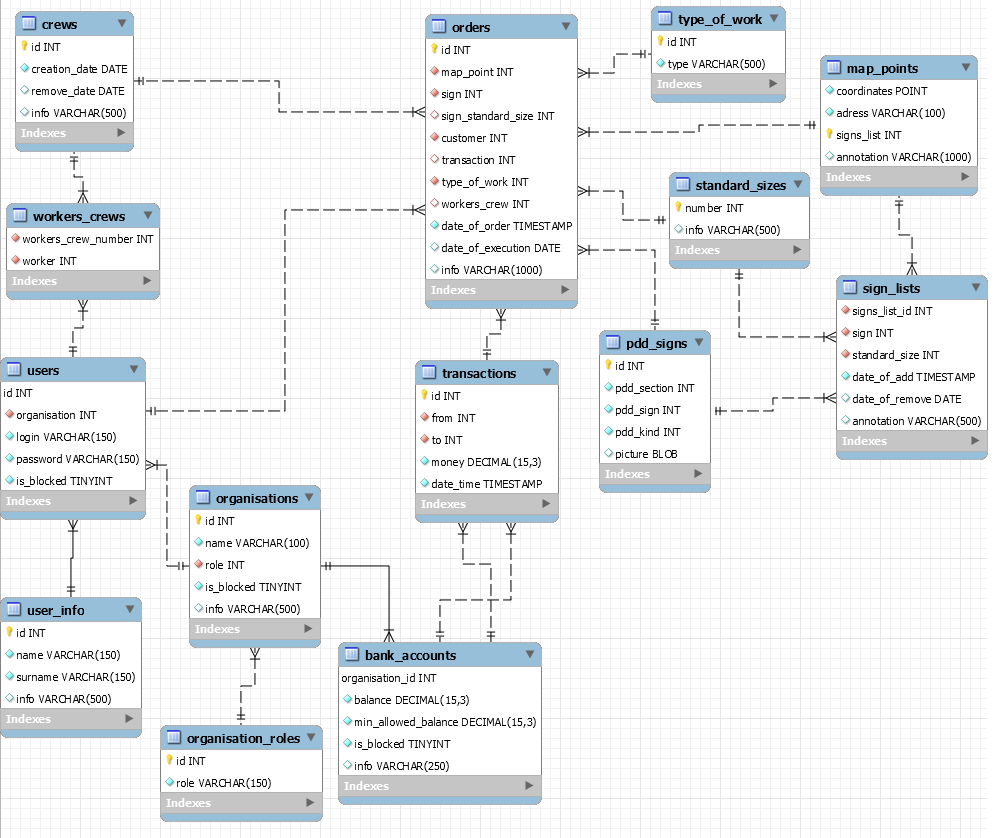 crews
id INT
creation_date DATE
remove_date DATE
info VARCHAR(500)
Indexes
workers_crews
workers_crew_number INT
worker INT
Indexes
users
id INT
organisation INT
login VARCHAR(150)
password VARCHAR(150)
is_blocked TINYINT
Indexes
user_info
id INT
name VARCHAR(150)
surname VARCHAR(150)
info VARCHAR(500)
Indexes
organisations
id INT
name VARCHAR(100)
role INT
is_blocked TINYINT
info VARCHAR(500)
Indexes
organisation_roles
id INT
role VARCHAR(150)
Indexes
orders
id INT
map_point INT
sign INT
sign_standard_size INT
customer INT
transaction INT
type_of_work INT
workers_crew INT
date_of_order TIMESTAMP
date_of_execution DATE
info VARCHAR(1000)
Indexes
transactions
id INT
from INT
to INT
money DECIMAL(15,3)
date_time TIMESTAMP
Indexes
bank_accounts
organisation_id INT
balance DECIMAL(15,3)
min_allowed_balance DECIMAL(15,3)
is_blocked TINYINT
info VARCHAR(250)
Indexes
type_of_work
id INT
type VARCHAR(500)
Indexes
standard_sizes
number INT
info VARCHAR(500)
Indexes
pdd_signs
id INT
pdd_section INT
pdd_sign INT
pdd_kind INT
picture BLOB
Indexes
map_points
coordinates POINT
adress VARCHAR(100)
signs_list INT
annotation VARCHAR(1000)
Indexes
sign_lists
signs_list_id INT
sign INT
standard_size INT
date_of_add TIMESTAMP
date_of_remove DATE
annotation VARCHAR(500)
Indexes